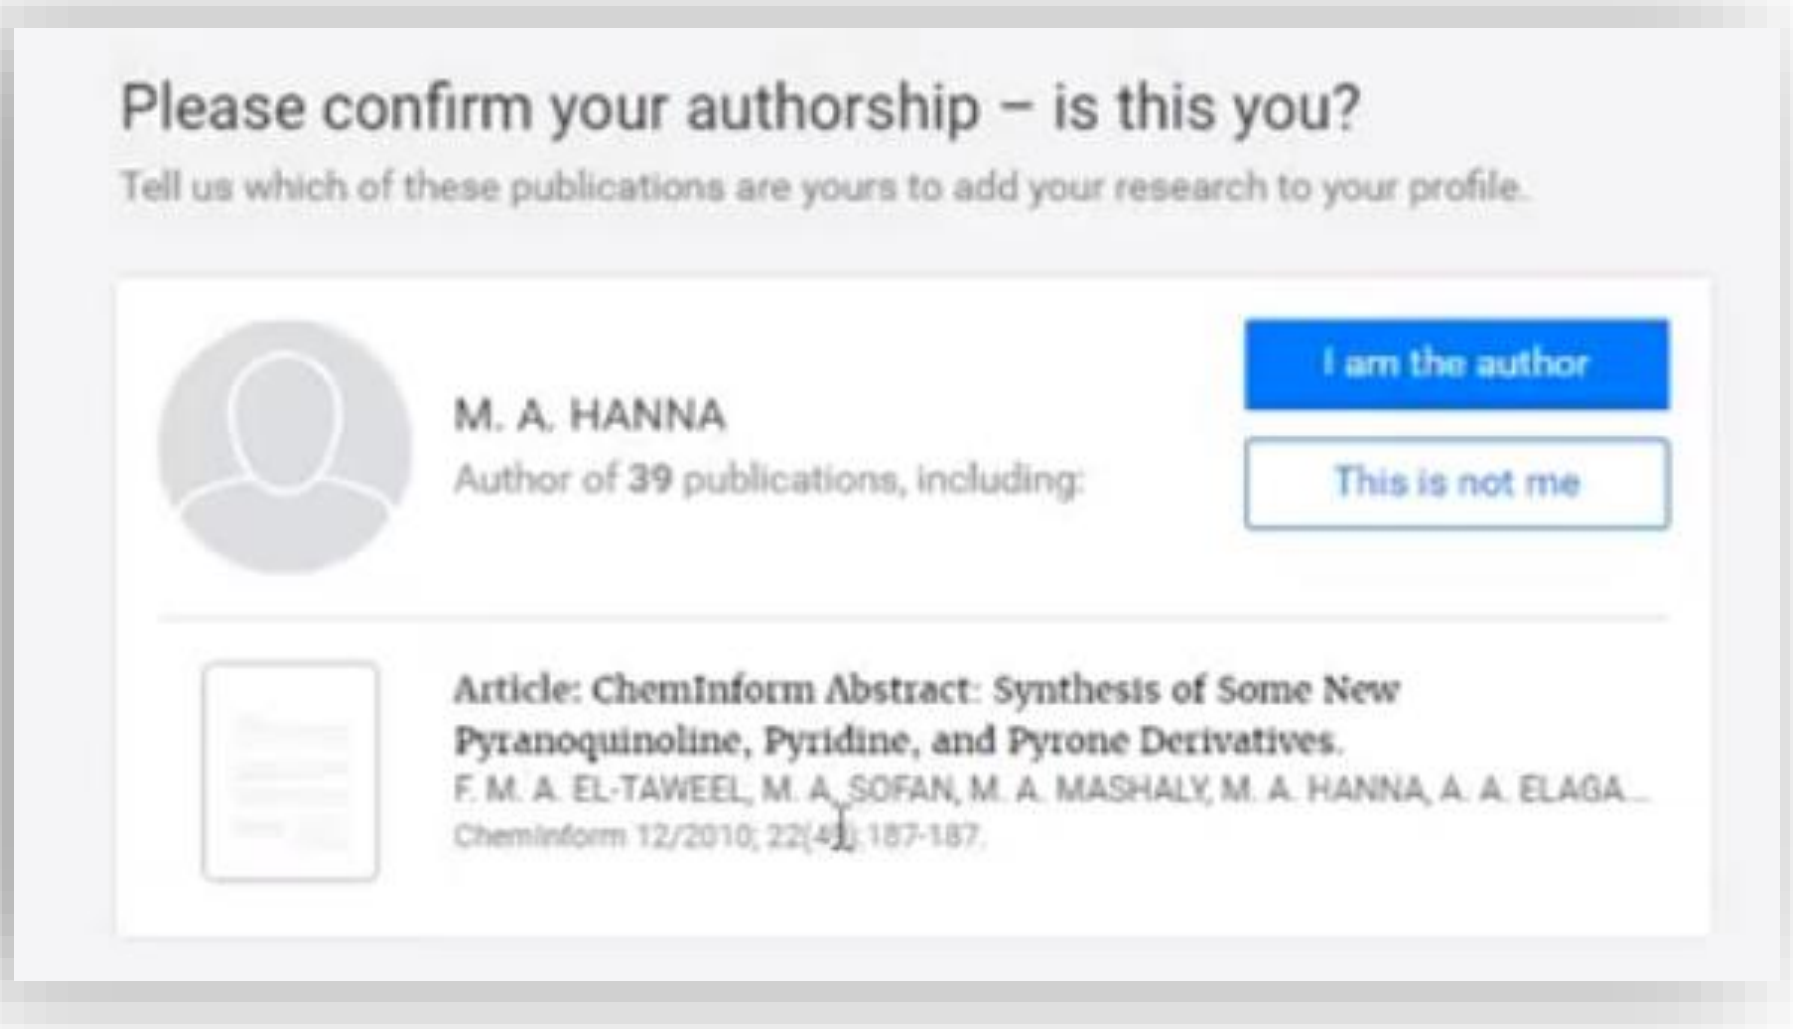 Please confirm your authorship – is this you?
Tell us which of these publications are yours to add your research to your profile.
M. A. HANNA
Author of 39 publications, including:
I am the author
This is not me
Article: ChemInform Abstract: Synthesis of Some New
Pyranoquinoline, Pyridine, and Pyrone Derivatives.
F. M. A. EL-TAWEEL, M. A. SOFAN, M. A. MASHALY, M. A. HANNA, A. A. ELAGA...
ChemInform 12/2010; 187-187.